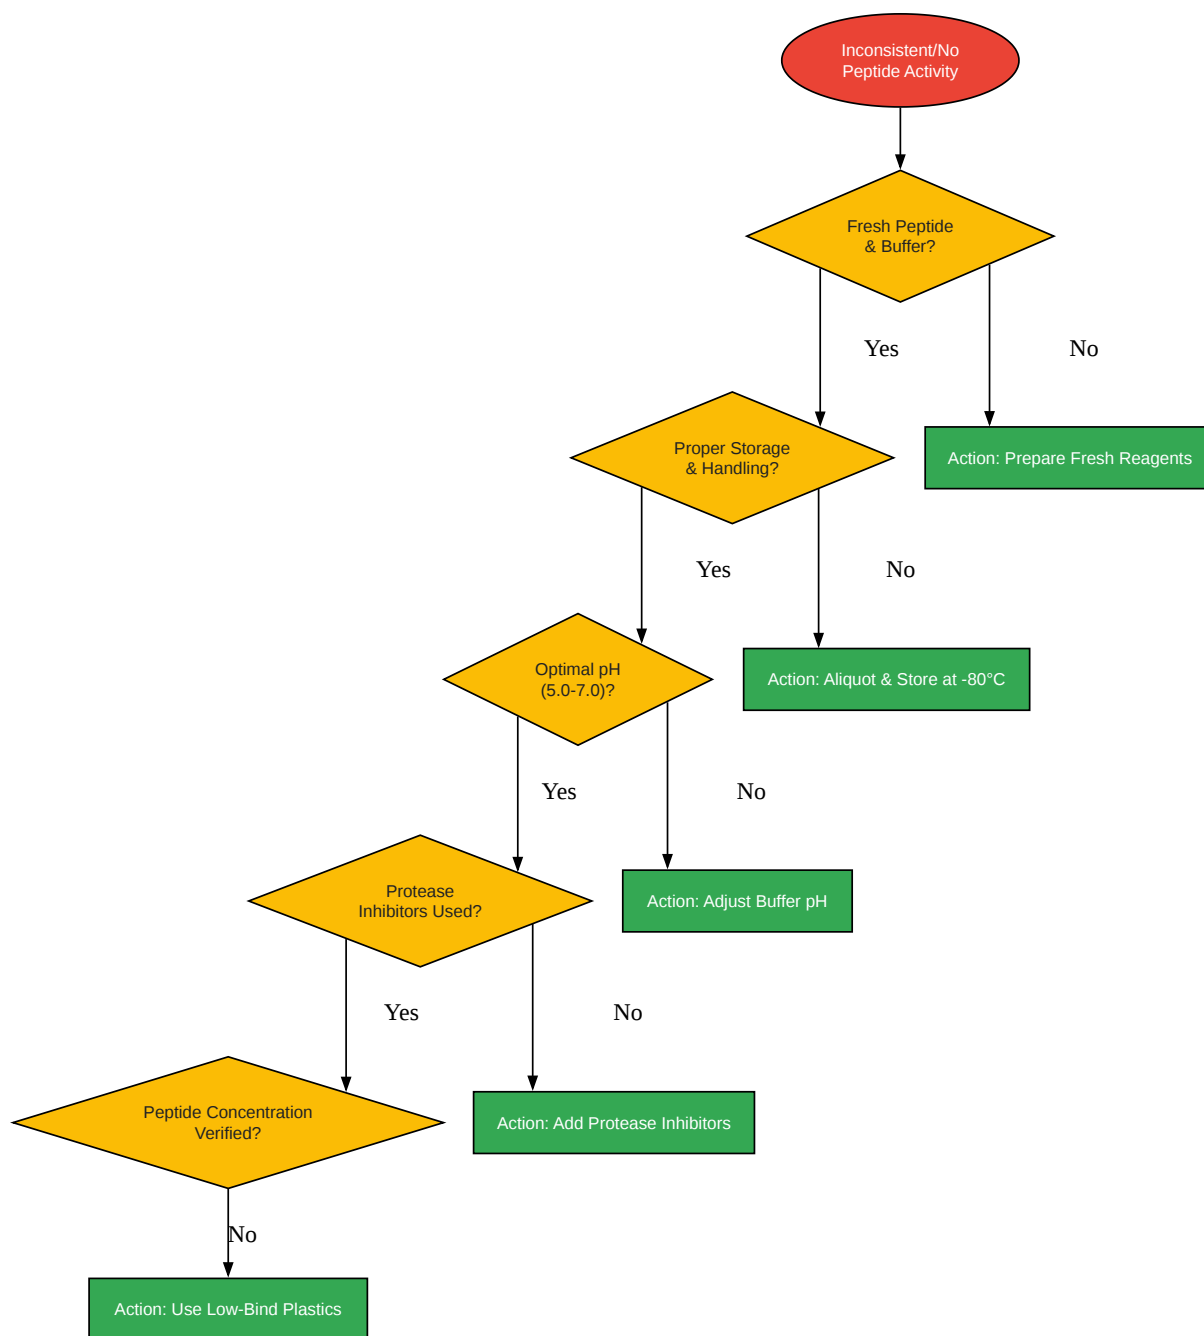 Inconsistent/No
Peptide Activity
Fresh Peptide
& Buffer?
Yes
No
Proper Storage
& Handling?
Action: Prepare Fresh Reagents
Yes
No
Optimal pH
(5.0-7.0)?
Action: Aliquot & Store at -80°C
Yes
No
Protease
Inhibitors Used?
Action: Adjust Buffer pH
Yes
No
Peptide Concentration
Verified?
Action: Add Protease Inhibitors
No
Action: Use Low-Bind Plastics